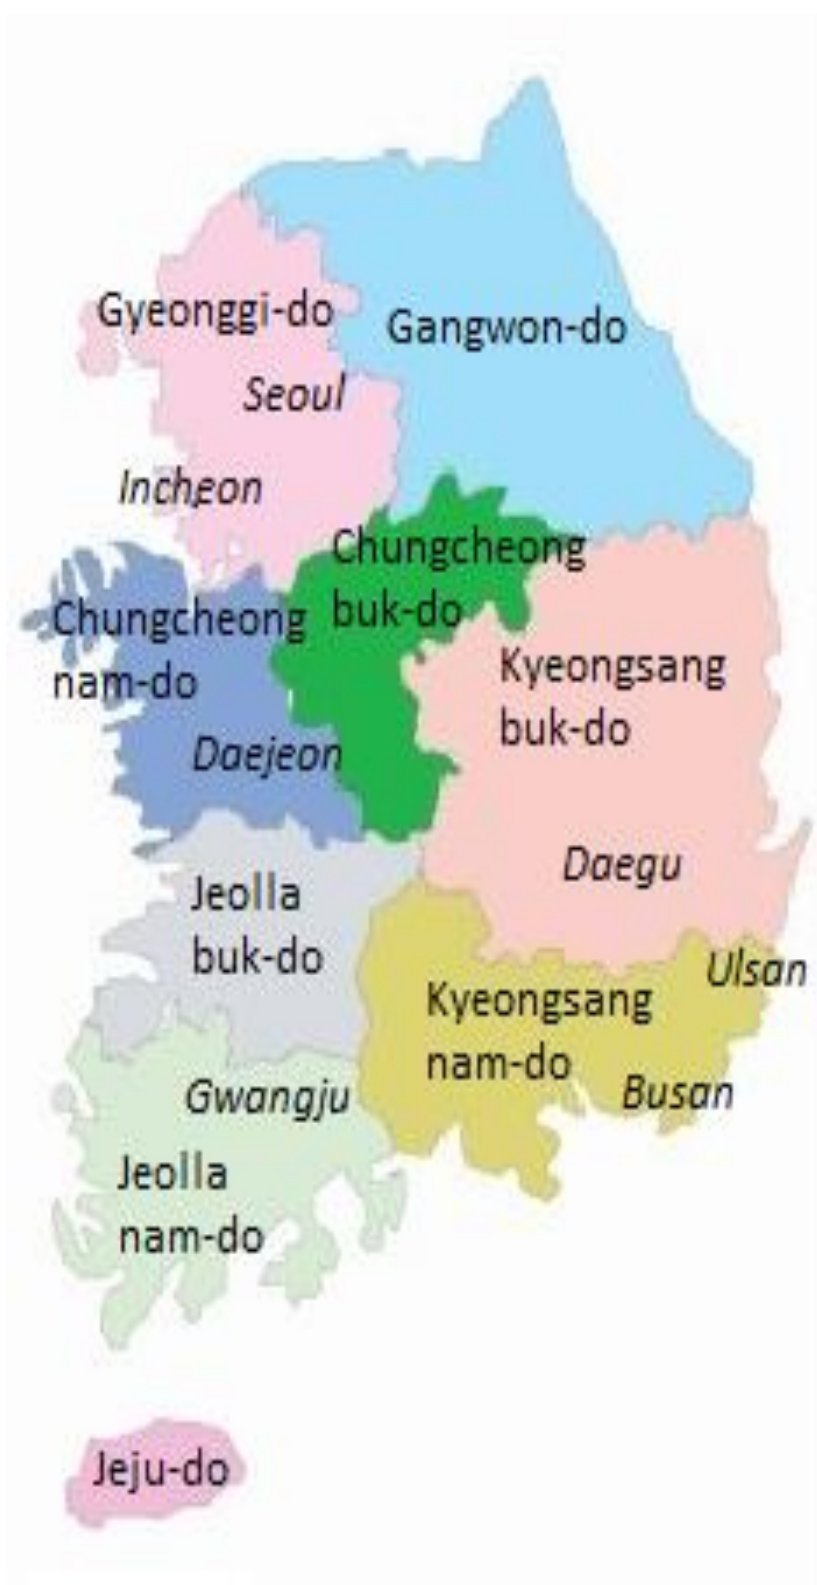 Gyeonggi-do
Gangwon-do
Seoul
Incheon
Chungcheong
buk-do
Chungcheong
nam-do
Kyeongsang
buk-do
Daejeon
Daegu
Jeolla
buk-do
Ulsan
Kyeongsang
nam-do
Gwangju
Busan
Jeolla
nam-do
Jeju-do